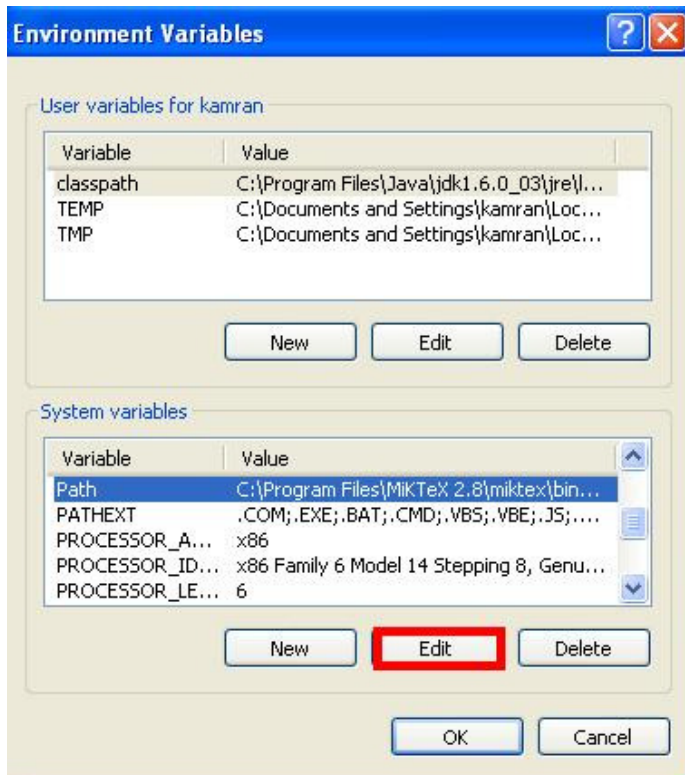 Environment Variables
User variables for kamran
Variable Value
classpath C:\Program Files\Java\jdk1.6.0_03\jre\l...
TEMP C:\Documents and Settings\kamran\Loc...
TMP C:\Documents and Settings\kamran\Loc...
New Edit Delete
System variables
Variable Value
Path C:\Program Files\MiKTeX 2.8\miktex\bin...
PATHEXT .COM;.EXE;.BAT;.CMD;.VBS;.VBE;.JS;....
PROCESSOR_A... x86
PROCESSOR_ID... x86 Family 6 Model 14 Stepping 8, Genu...
PROCESSOR_LE... 6
New Edit Delete
OK Cancel